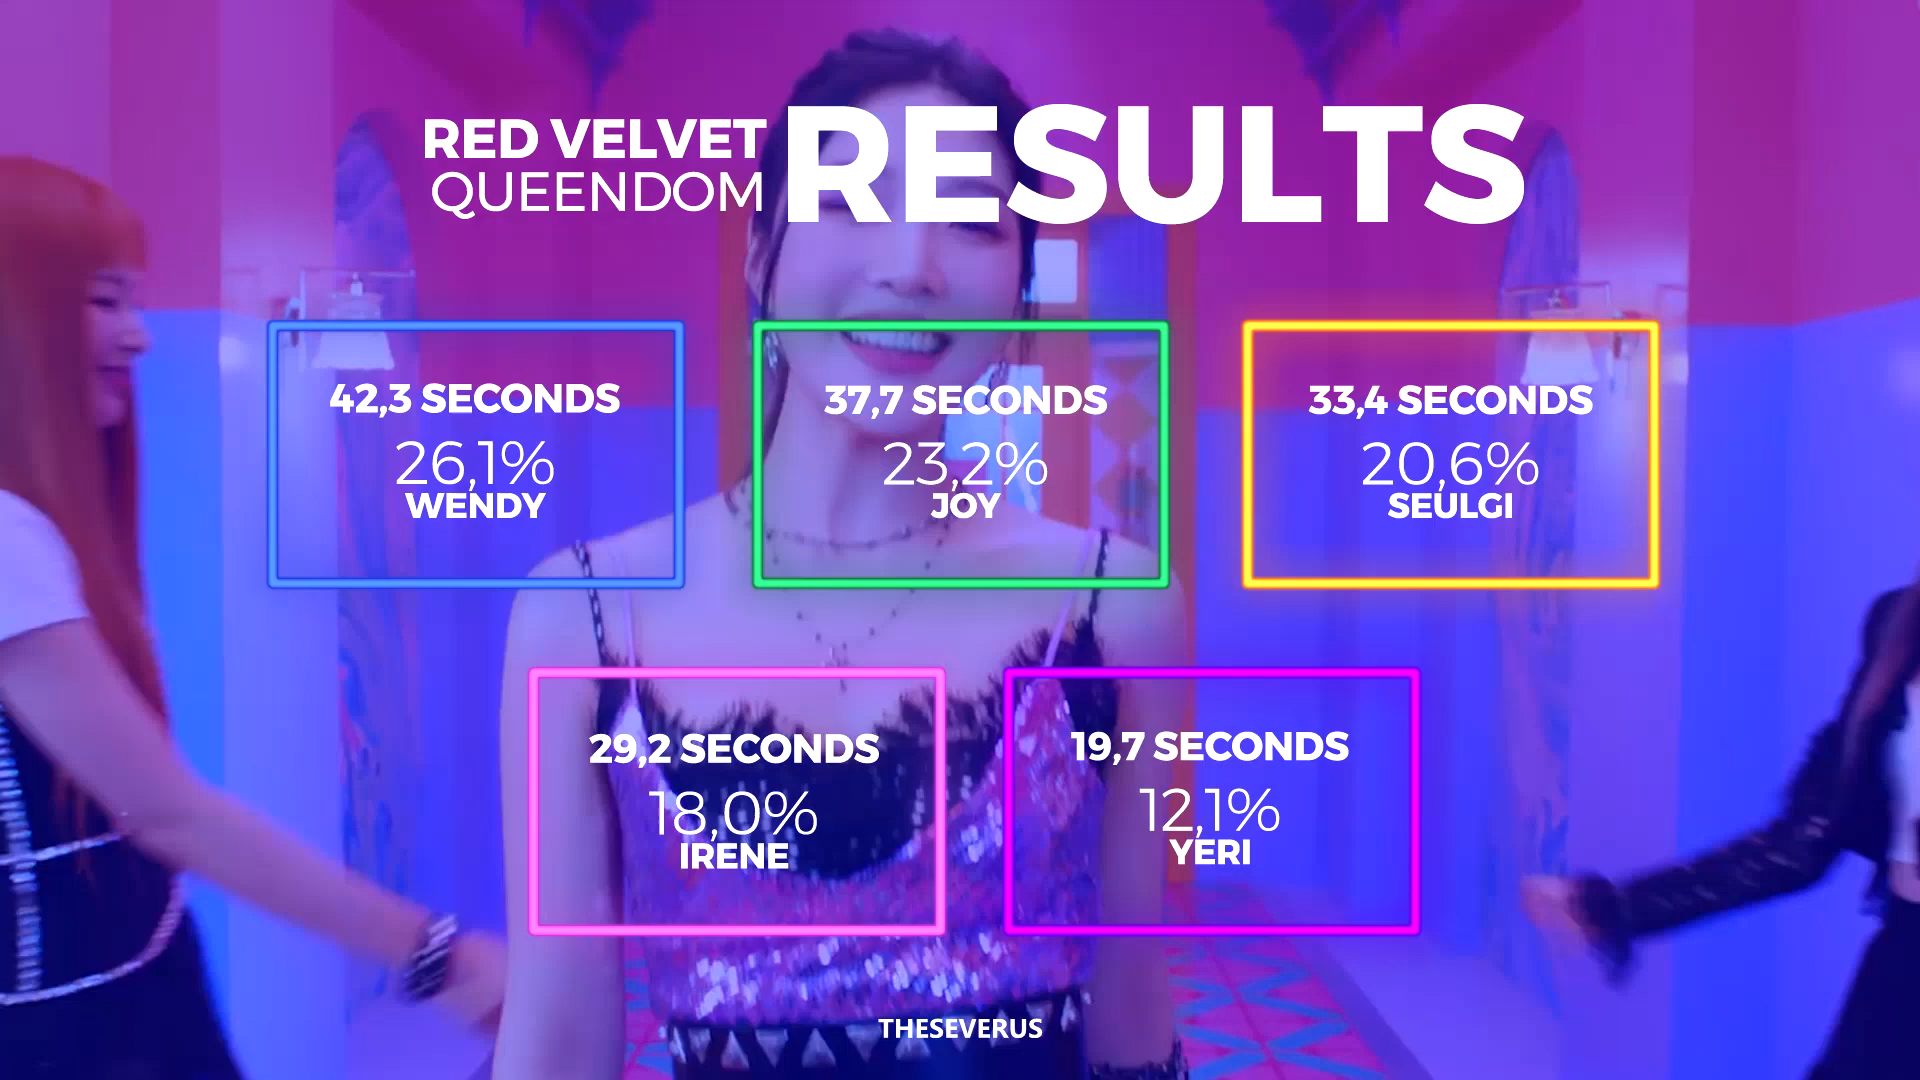 RED VELVET
QUEENDOM
RESULTS
42,3 SECONDS
26,1%
WENDY
37,7 SECONDS
23,2%
JOY
33,4 SECONDS
20,6%
SEULGI
29,2 SECONDS
18,0%
IRENE
19,7 SECONDS
12,1%
YERI
THESEVERUS